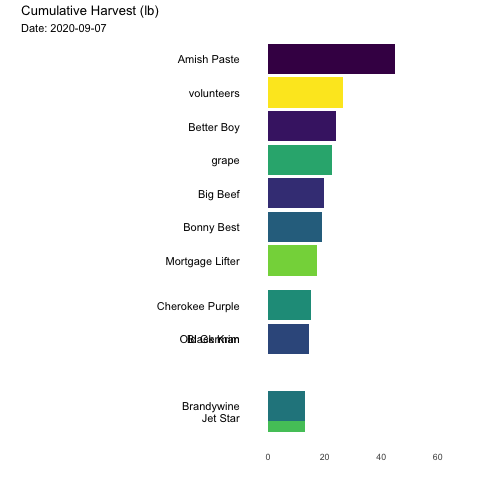 Cumulative Harvest (lb)
Date: 2020-09-07
Amish Paste
volunteers
Better Boy
grape
Big Beef
Bonny Best
Mortgage Lifter
Cherokee Purple
Brandywine
Jet Star
0 20 40 60